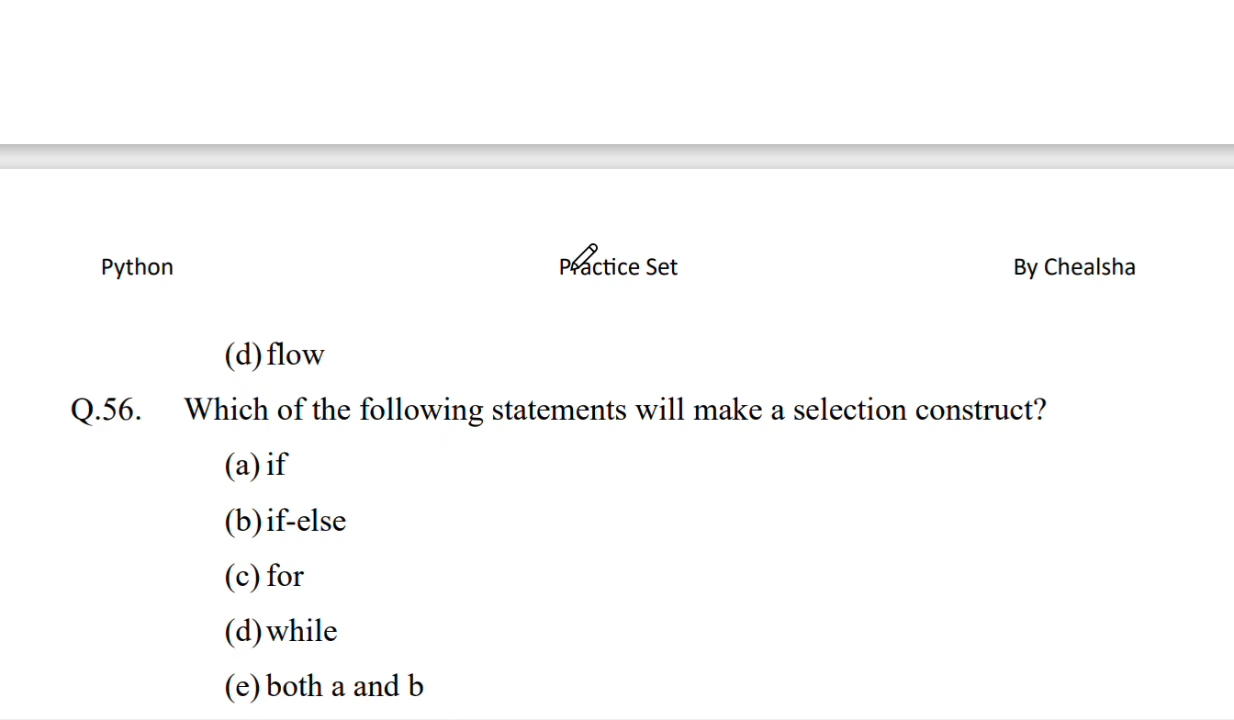 Python Practice Set By Chealsha
(d) flow
Q.56. Which of the following statements will make a selection construct?
(a) if
(b) if-else
(c) for
(d) while
(e) both a and b